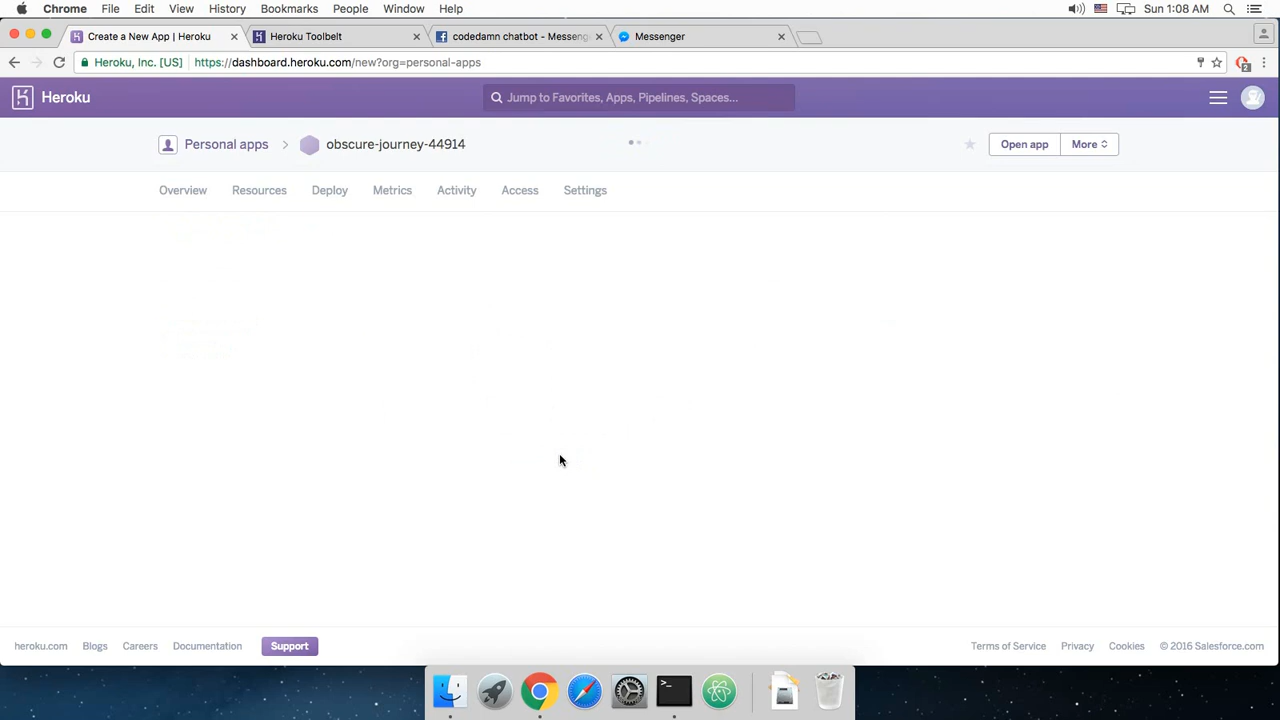 Chrome File Edit View History Bookmarks People Window Help Sun 1:08 AM
Create a New App | Heroku Heroku Toolbelt codedamn chatbot - Messeng Messenger
Heroku, Inc. [US] https://dashboard.heroku.com/new?org=personal-apps 2
Heroku Jump to Favorites, Apps, Pipelines, Spaces...
Personal apps > obscure-journey-44914 Open app More
Overview Resources Deploy Metrics Activity Access Settings
heroku.com Blogs Careers Documentation Support Terms of Service Privacy Cookies © 2016 Salesforce.com